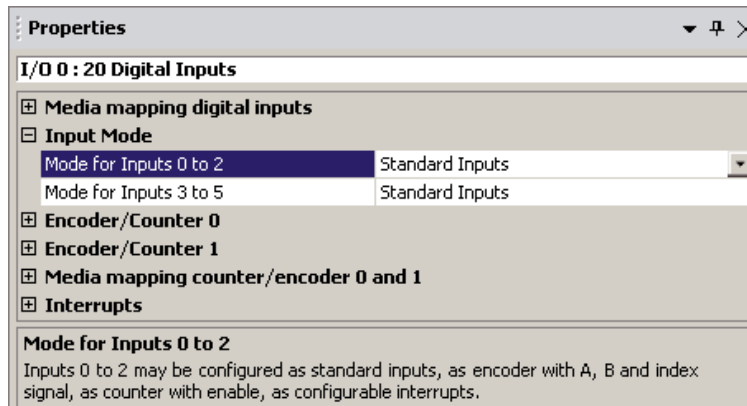 Properties
I/O 0 : 20 Digital Inputs
Media mapping digital inputs
Input Mode
Mode for Inputs 0 to 2 Standard Inputs
Mode for Inputs 3 to 5 Standard Inputs
Encoder/Counter 0
Encoder/Counter 1
Media mapping counter/encoder 0 and 1
Interrupts
Mode for Inputs 0 to 2
Inputs 0 to 2 may be configured as standard inputs, as encoder with A, B and index
signal, as counter with enable, as configurable interrupts.